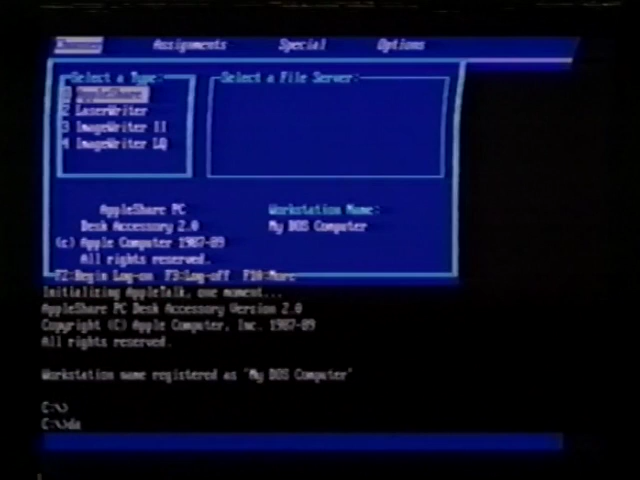 Assignments Special Options
Select a Type: Select a File Server:
AppleShare
2 LaserWriter
3 ImageWriter II
4 ImageWriter LQ
AppleShare PC Workstation Name:
Desk Accessory 2.0 My DOS Computer
(c) Apple Computer 1987-89
All rights reserved.
F2:Begin Log-on F3:Log-off F10:More
Initializing AppleTalk, one moment...
AppleShare PC Desk Accessory Version 2.0
Copyright (C) Apple Computer, Inc. 1987-89
All rights reserved.
Workstation name registered as "My DOS Computer"
C:\>
C:\>da